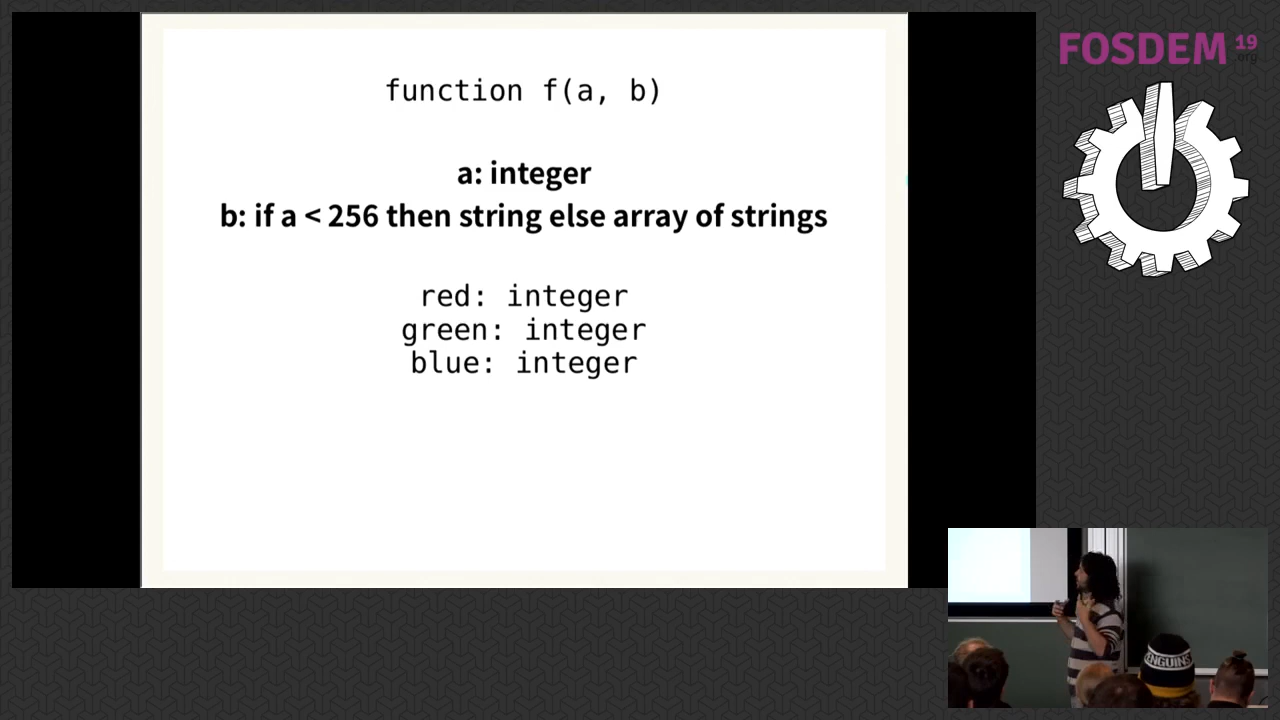 function f(a, b)
a: integer
b: if a < 256 then string else array of strings
red: integer
green: integer
blue: integer
FOSDEM 19
.org
ENGUINS